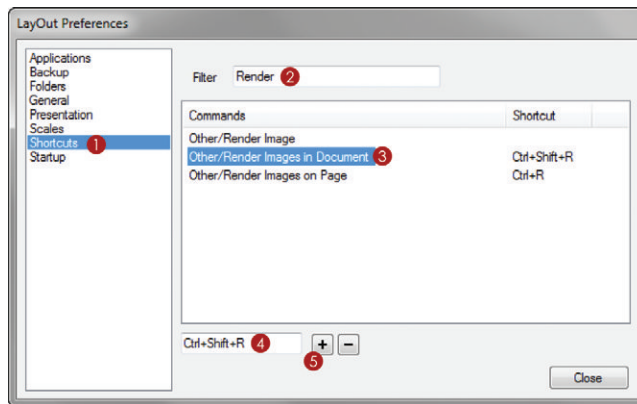 LayOut Preferences
Applications
Backup
Folders
General
Presentation
Scales
Shortcuts 1
Startup
Filter Render 2
Commands Shortcut
Other/Render Image
Other/Render Images in Document 3 Ctrl+Shift+R
Other/Render Images on Page Ctrl+R
Ctrl+Shift+R 4 + −
5
Close